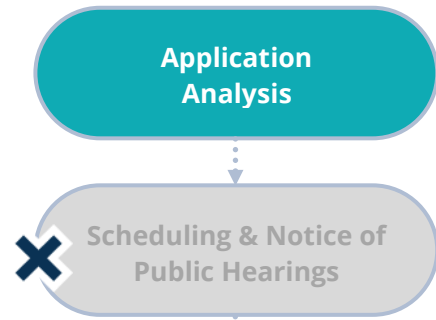 Application
Analysis
Scheduling & Notice of
Public Hearings